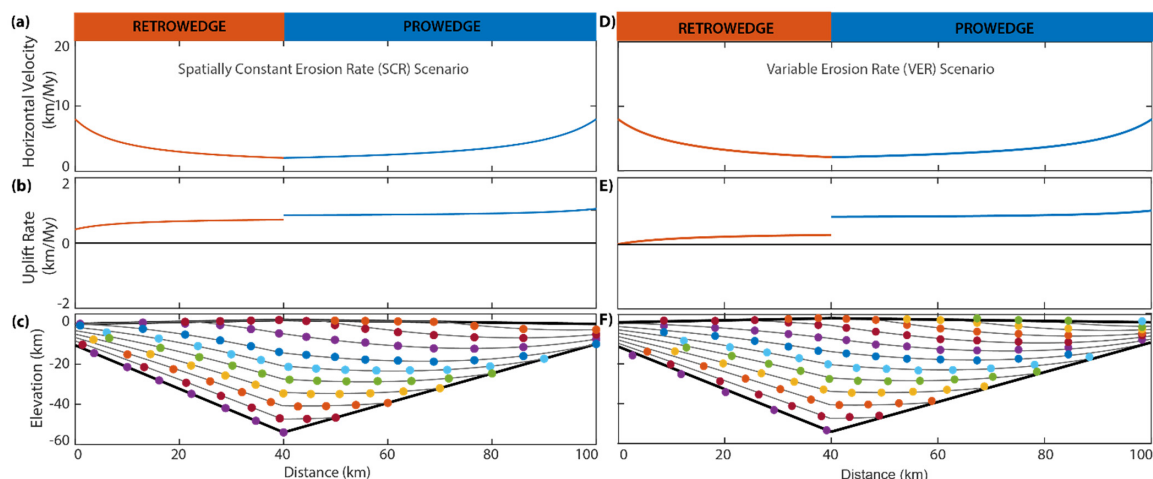 (a)
RETROWEDGE
PROWEDGE
Horizontal Velocity
(km/My)
20
10
0
Spatially Constant Erosion Rate (SCR) Scenario
(b)
Uplift Rate
(km/My)
2
0
-2
(c)
Elevation (km)
0
-20
-40
-60
0
20
40
60
80
100
Distance (km)
D)
RETROWEDGE
PROWEDGE
Variable Erosion Rate (VER) Scenario
E)
F)
0
20
40
60
80
100
Distance (km)